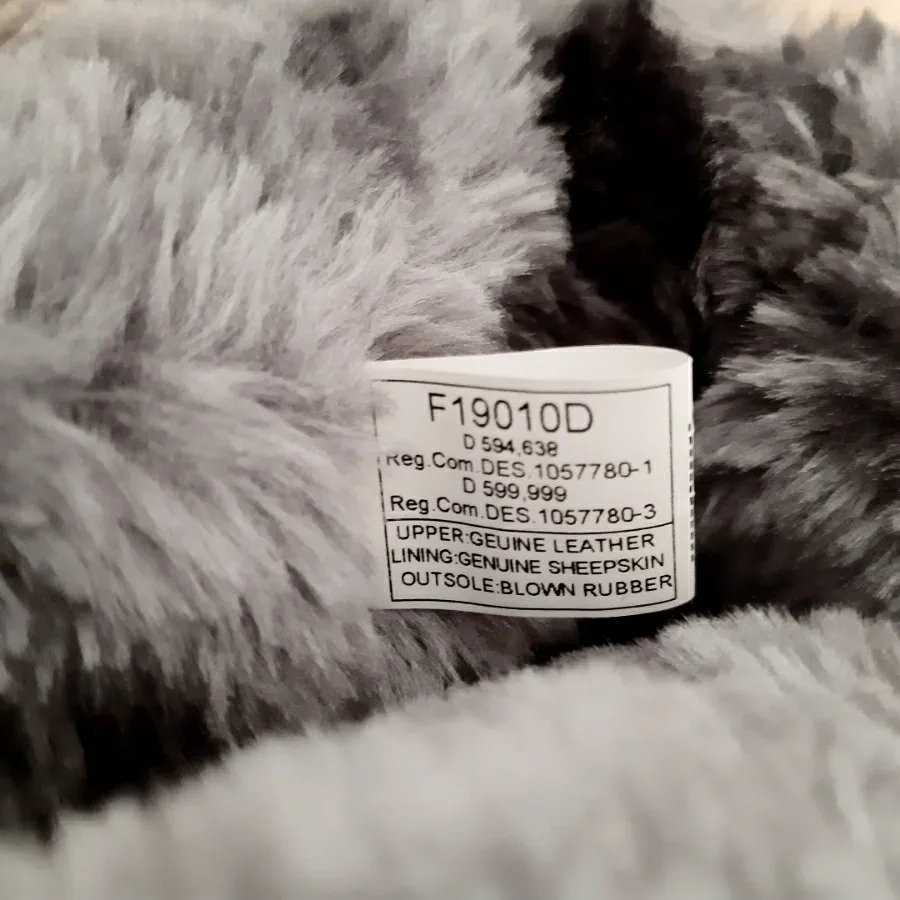 F19010D
D 594,638
Reg.Com.DES.1057780-1
D 599,999
Reg.Com.DES.1057780-3
UPPER:GEUINE LEATHER
LINING:GENUINE SHEEPSKIN
OUTSOLE:BLOWN RUBBER